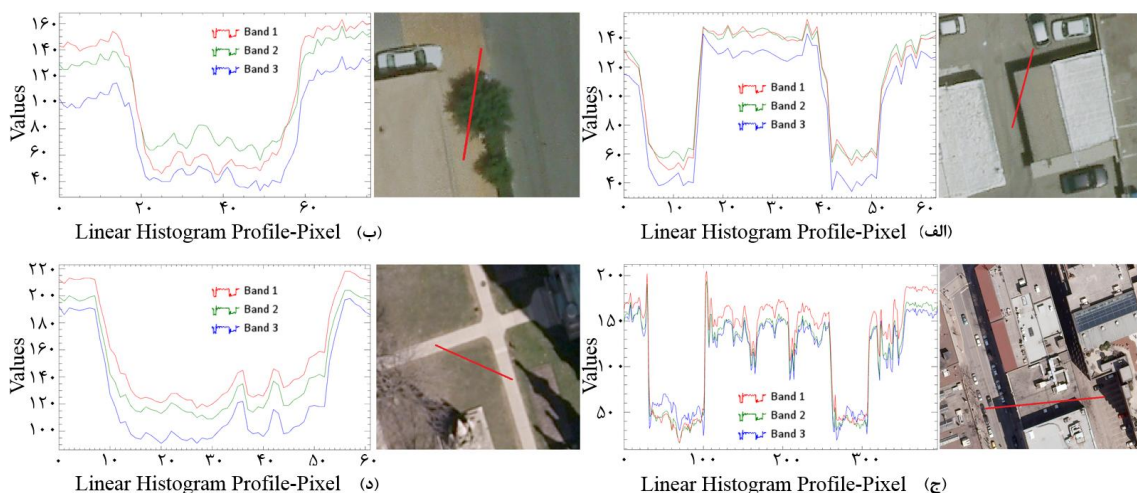 ۱۶۰
۱۴۰
۱۲۰
۱۰۰
۸۰
۶۰
۴۰
Values
Band 1
Band 2
Band 3
۰ ۲۰ ۴۰ ۶۰
Linear Histogram Profile-Pixel (ب)
۱۴۰
۱۲۰
۱۰۰
۸۰
۶۰
۴۰
Values
Band 1
Band 2
Band 3
۰ ۱۰ ۲۰ ۳۰ ۴۰ ۵۰ ۶۰
Linear Histogram Profile-Pixel (الف)
۲۲۰
۲۰۰
۱۸۰
۱۶۰
۱۴۰
۱۲۰
۱۰۰
Values
Band 1
Band 2
Band 3
۰ ۱۰ ۲۰ ۳۰ ۴۰ ۵۰ ۶۰
Linear Histogram Profile-Pixel (د)
۲۰۰
۱۵۰
۱۰۰
۵۰
Values
Band 1
Band 2
Band 3
۰ ۱۰۰ ۲۰۰ ۳۰۰
Linear Histogram Profile-Pixel (ج)